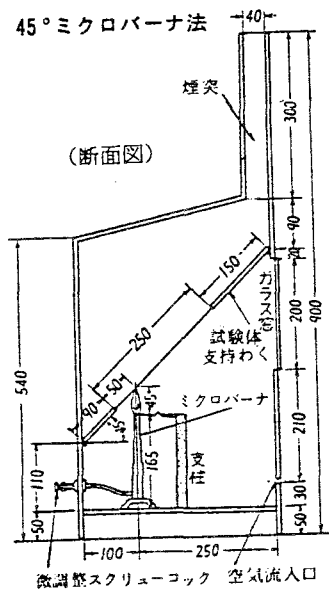 45°ミクロバーナ法
(断面図)
40
煙突
300
90
70
ガラス窓
150
250
試験体
支持わく
200
900
540
50
45
90
45
ミクロバーナ
165
支柱
210
110
50
30
50
100
250
微調整スクリューコック
空気流入口